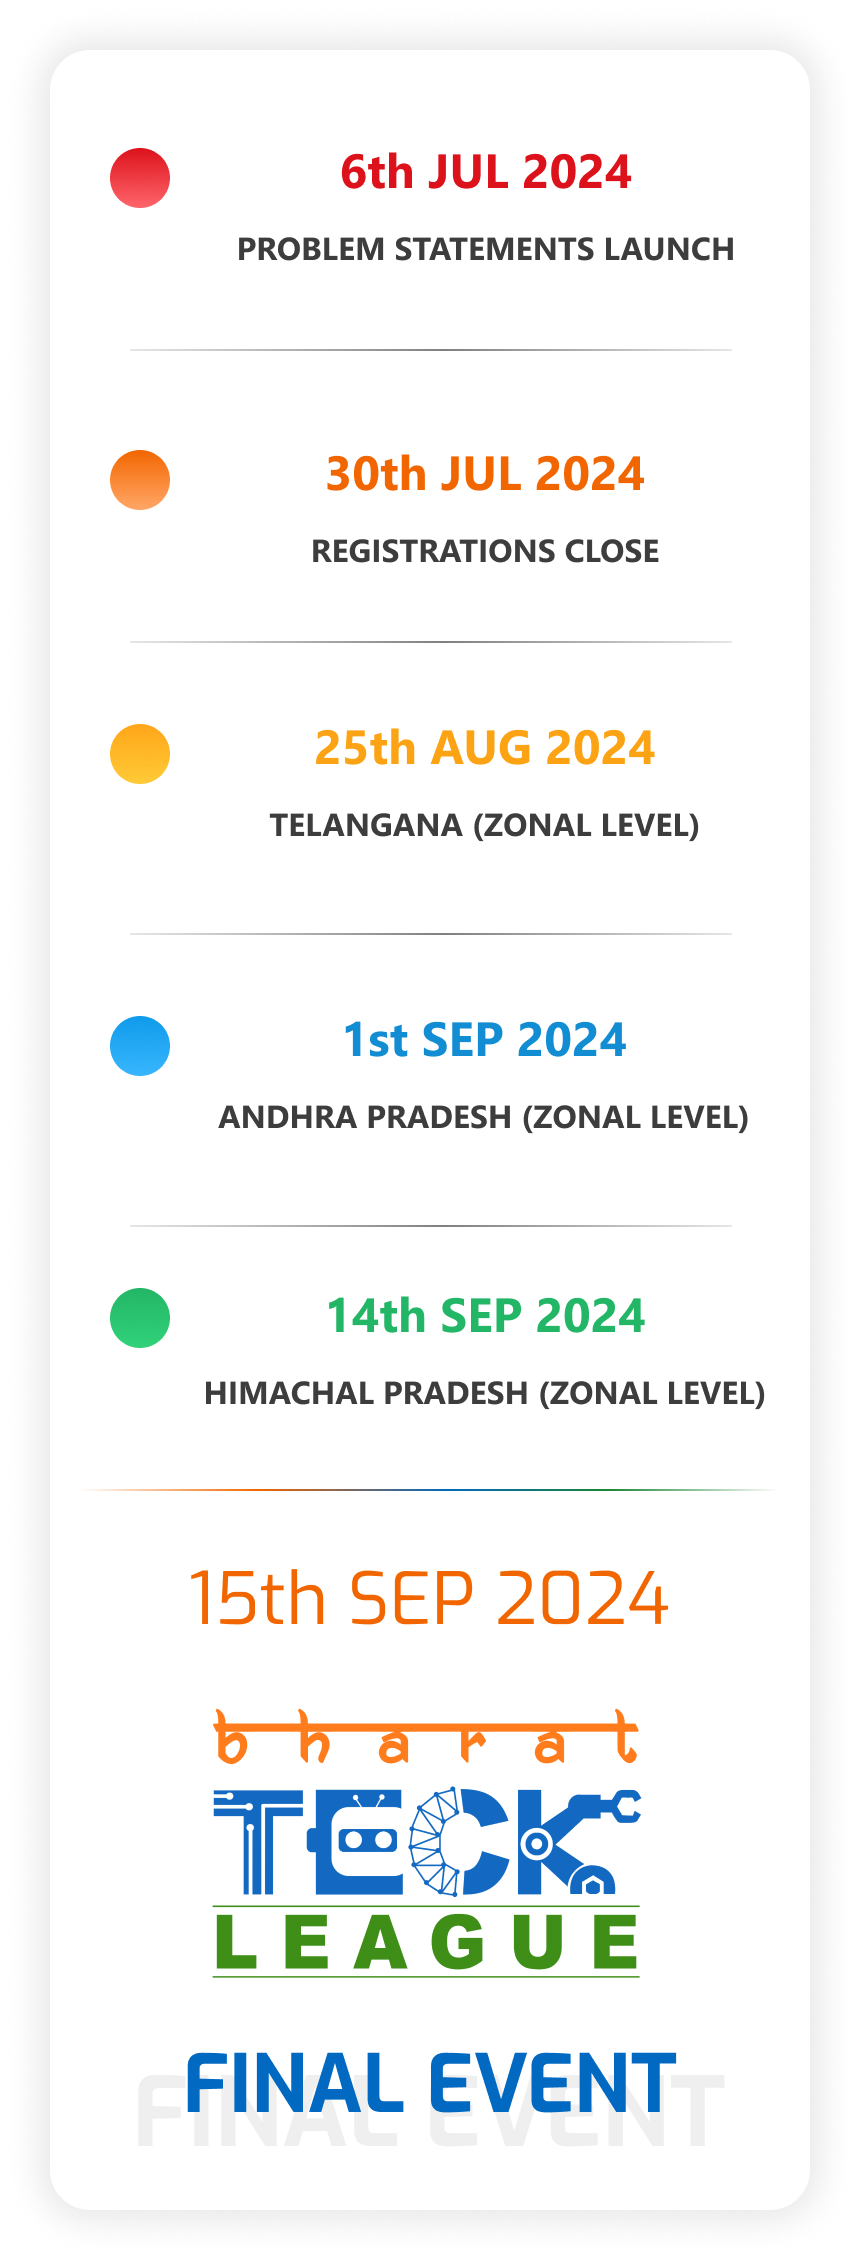 6th JUL 2024
PROBLEM STATEMENTS LAUNCH
30th JUL 2024
REGISTRATIONS CLOSE
25th AUG 2024
TELANGANA (ZONAL LEVEL)
1st SEP 2024
ANDHRA PRADESH (ZONAL LEVEL)
14th SEP 2024
HIMACHAL PRADESH (ZONAL LEVEL)
15th SEP 2024
bharat
TECK
LEAGUE
FINAL EVENT
FINAL EVENT